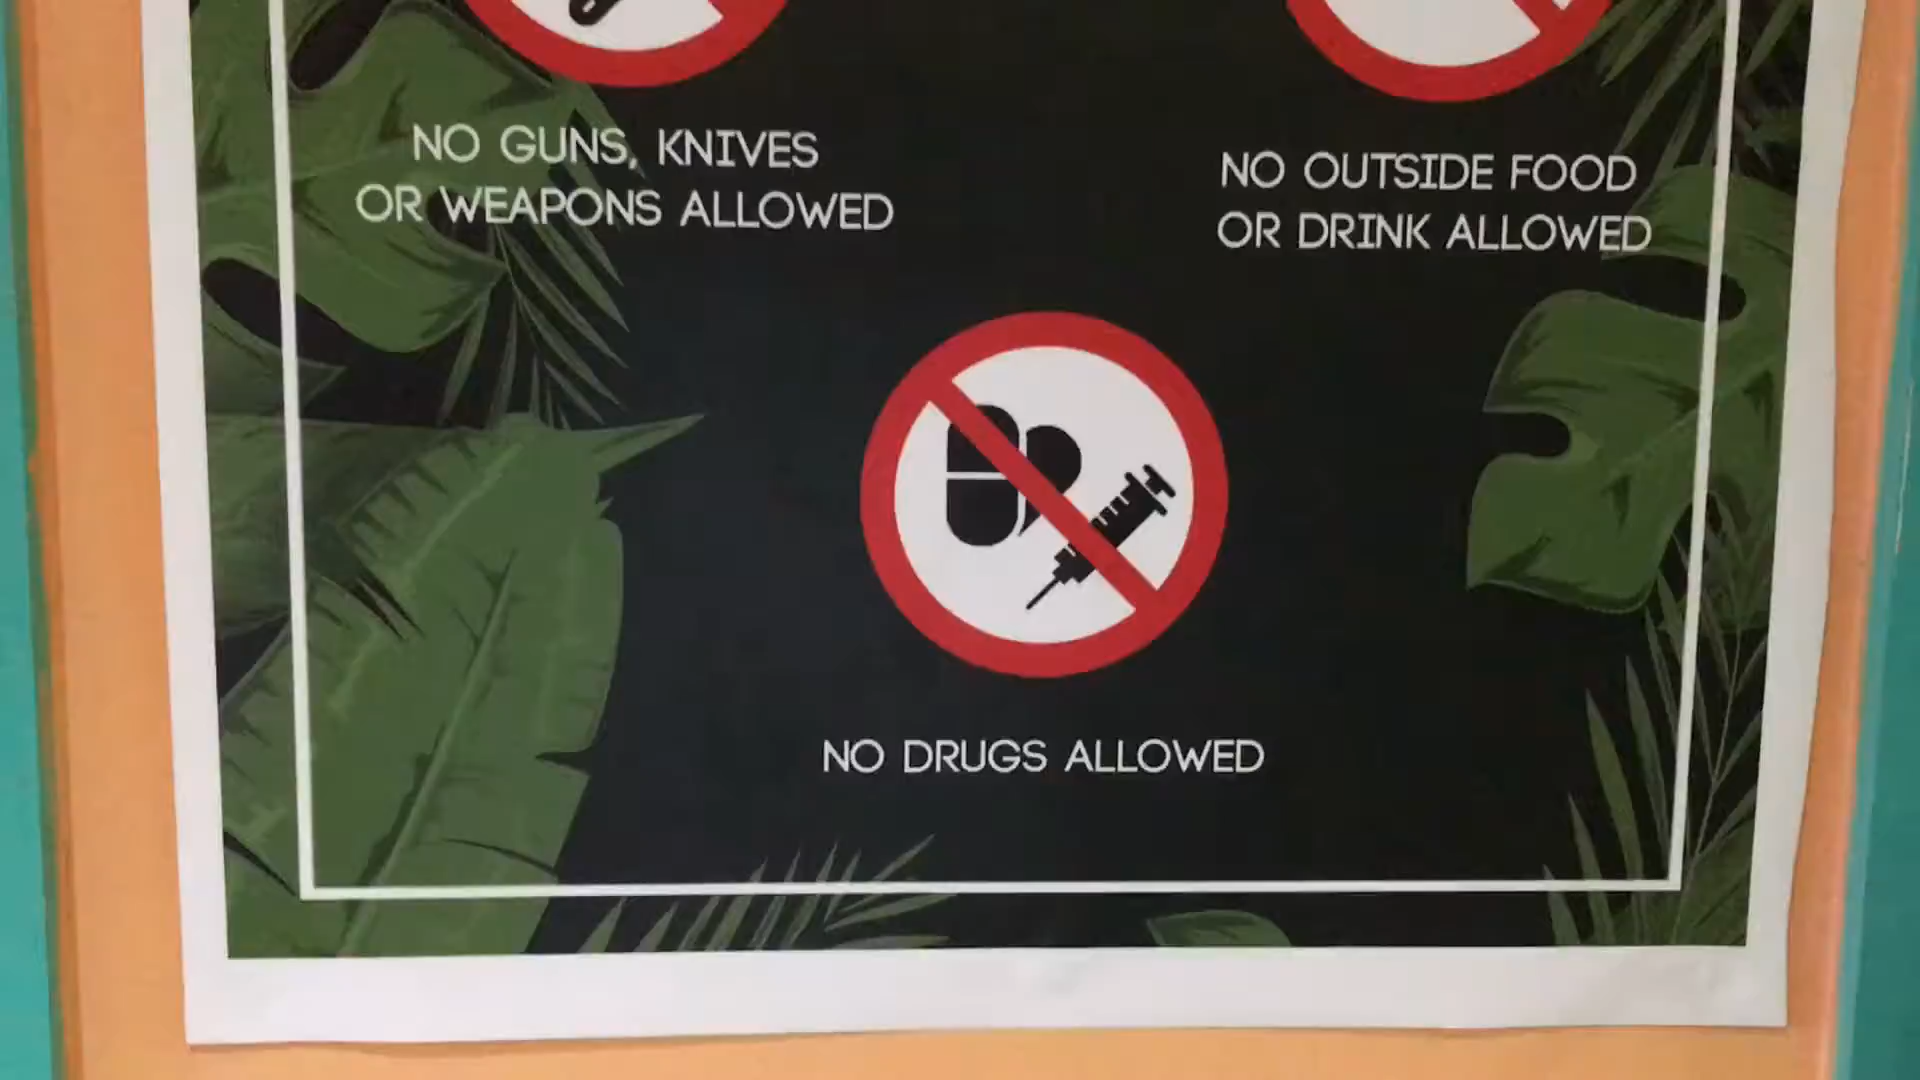 NO GUNS, KNIVES
OR WEAPONS ALLOWED
NO OUTSIDE FOOD
OR DRINK ALLOWED
NO DRUGS ALLOWED